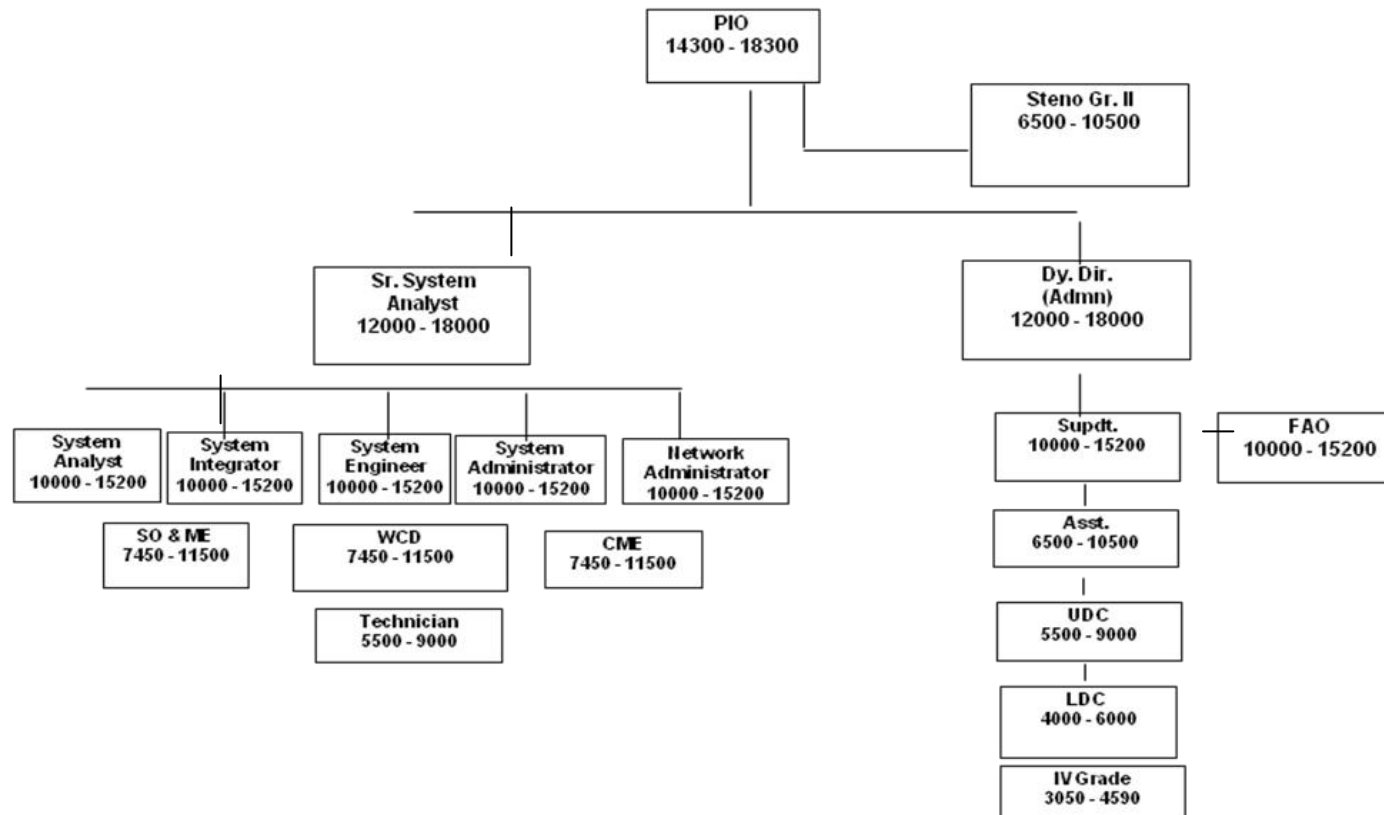 PIO
14300 - 18300
Steno Gr. II
6500 - 10500
Sr. System
Analyst
12000 - 18000
Dy. Dir.
(Admn)
12000 - 18000
System
Analyst
10000 - 15200
System
Integrator
10000 - 15200
System
Engineer
10000 - 15200
System
Administrator
10000 - 15200
Network
Administrator
10000 - 15200
Supdt.
10000 - 15200
FAO
10000 - 15200
SO & ME
7450 - 11500
WCD
7450 - 11500
CME
7450 - 11500
Asst.
6500 - 10500
Technician
5500 - 9000
UDC
5500 - 9000
LDC
4000 - 6000
IV Grade
3050 - 4590